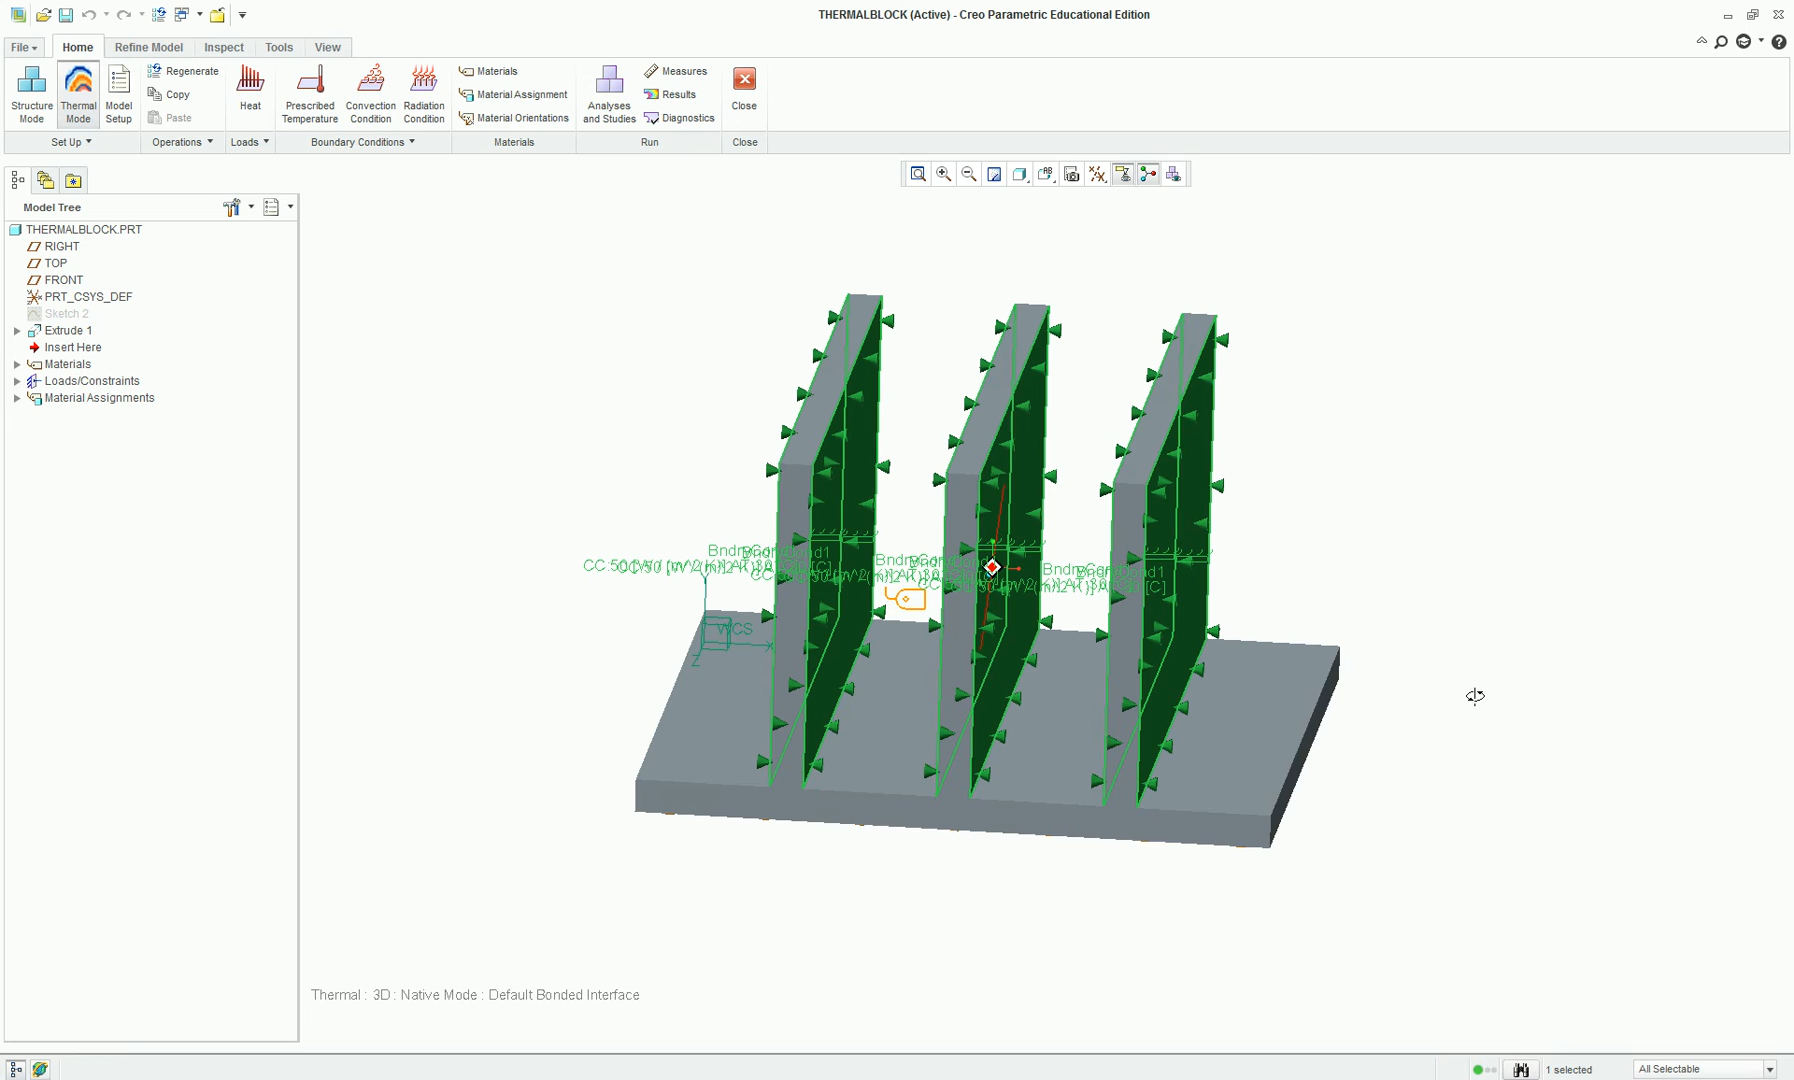 THERMALBLOCK (Active) - Creo Parametric Educational Edition
File
Home
Refine Model
Inspect
Tools
View
Structure
Mode
Thermal
Mode
Model
Setup
Regenerate
Copy
Paste
Heat
Prescribed
Temperature
Convection
Condition
Radiation
Condition
Materials
Material Assignment
Material Orientations
Analyses
and Studies
Measures
Results
Diagnostics
Close
Set Up
Operations
Loads
Boundary Conditions
Materials
Run
Close
Model Tree
THERMALBLOCK.PRT
RIGHT
TOP
FRONT
PRT_CSYS_DEF
Sketch 2
Extrude 1
Insert Here
Materials
Loads/Constraints
Material Assignments
WCS
X
Z
Thermal : 3D : Native Mode : Default Bonded Interface
1 selected
All Selectable